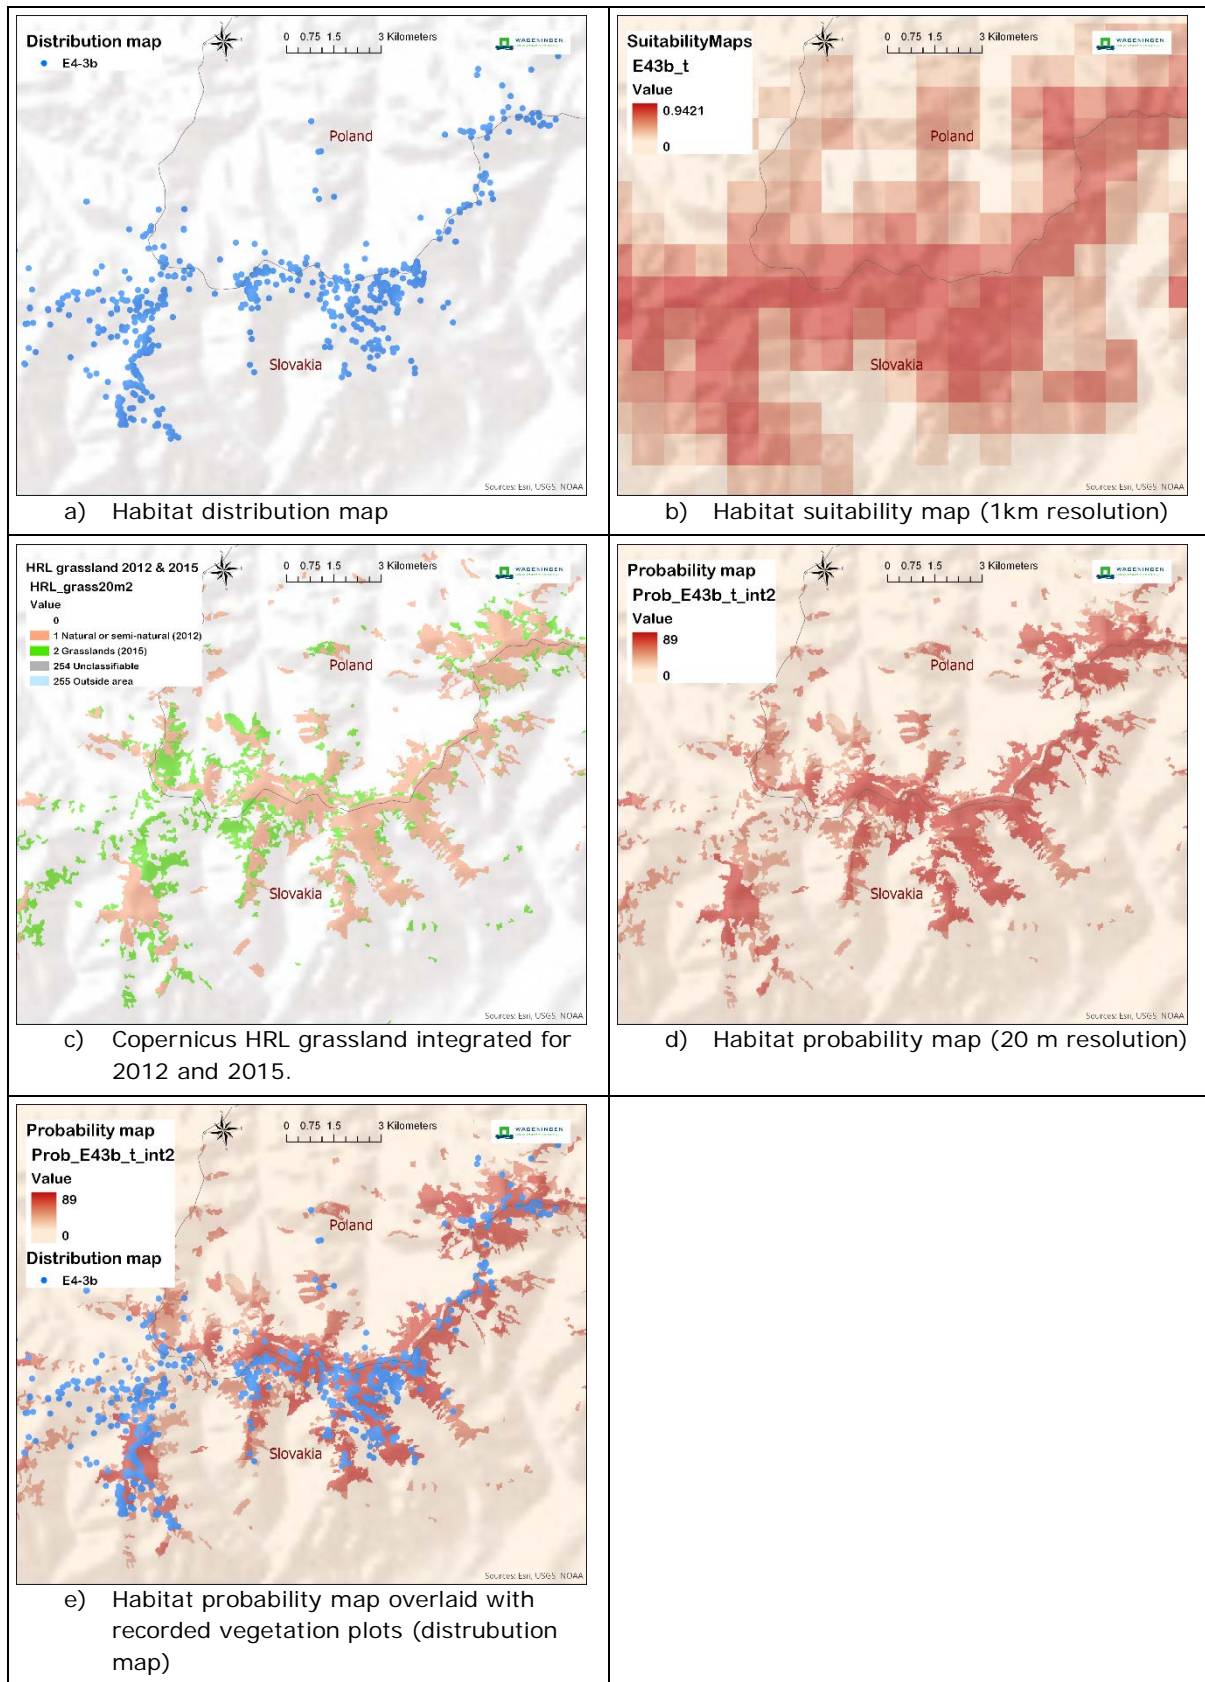 Distribution map
E4-3b
0 0.75 1.5 3 Kilometers
WAGENINGEN
Poland
Slovakia
Sources: Esri, USGS, NOAA
a) Habitat distribution map
SuitabilityMaps
E43b_t
Value
0.9421
0
0 0.75 1.5 3 Kilometers
WAGENINGEN
Poland
Slovakia
Sources: Esri, USGS, NOAA
b) Habitat suitability map (1km resolution)
HRL grassland 2012 & 2015
HRL_grass20m2
Value
0
1 Natural or semi-natural (2012)
2 Grasslands (2015)
254 Unclassifiable
255 Outside area
0 0.75 1.5 3 Kilometers
WAGENINGEN
Poland
Slovakia
Sources: Esri, USGS, NOAA
c) Copernicus HRL grassland integrated for
2012 and 2015.
Probability map
Prob_E43b_t_int2
Value
89
0
0 0.75 1.5 3 Kilometers
WAGENINGEN
Poland
Slovakia
Sources: Esri, USGS, NOAA
d) Habitat probability map (20 m resolution)
Probability map
Prob_E43b_t_int2
Value
89
0
Distribution map
E4-3b
0 0.75 1.5 3 Kilometers
WAGENINGEN
Poland
Slovakia
Sources: Esri, USGS, NOAA
e) Habitat probability map overlaid with
recorded vegetation plots (distrubution
map)